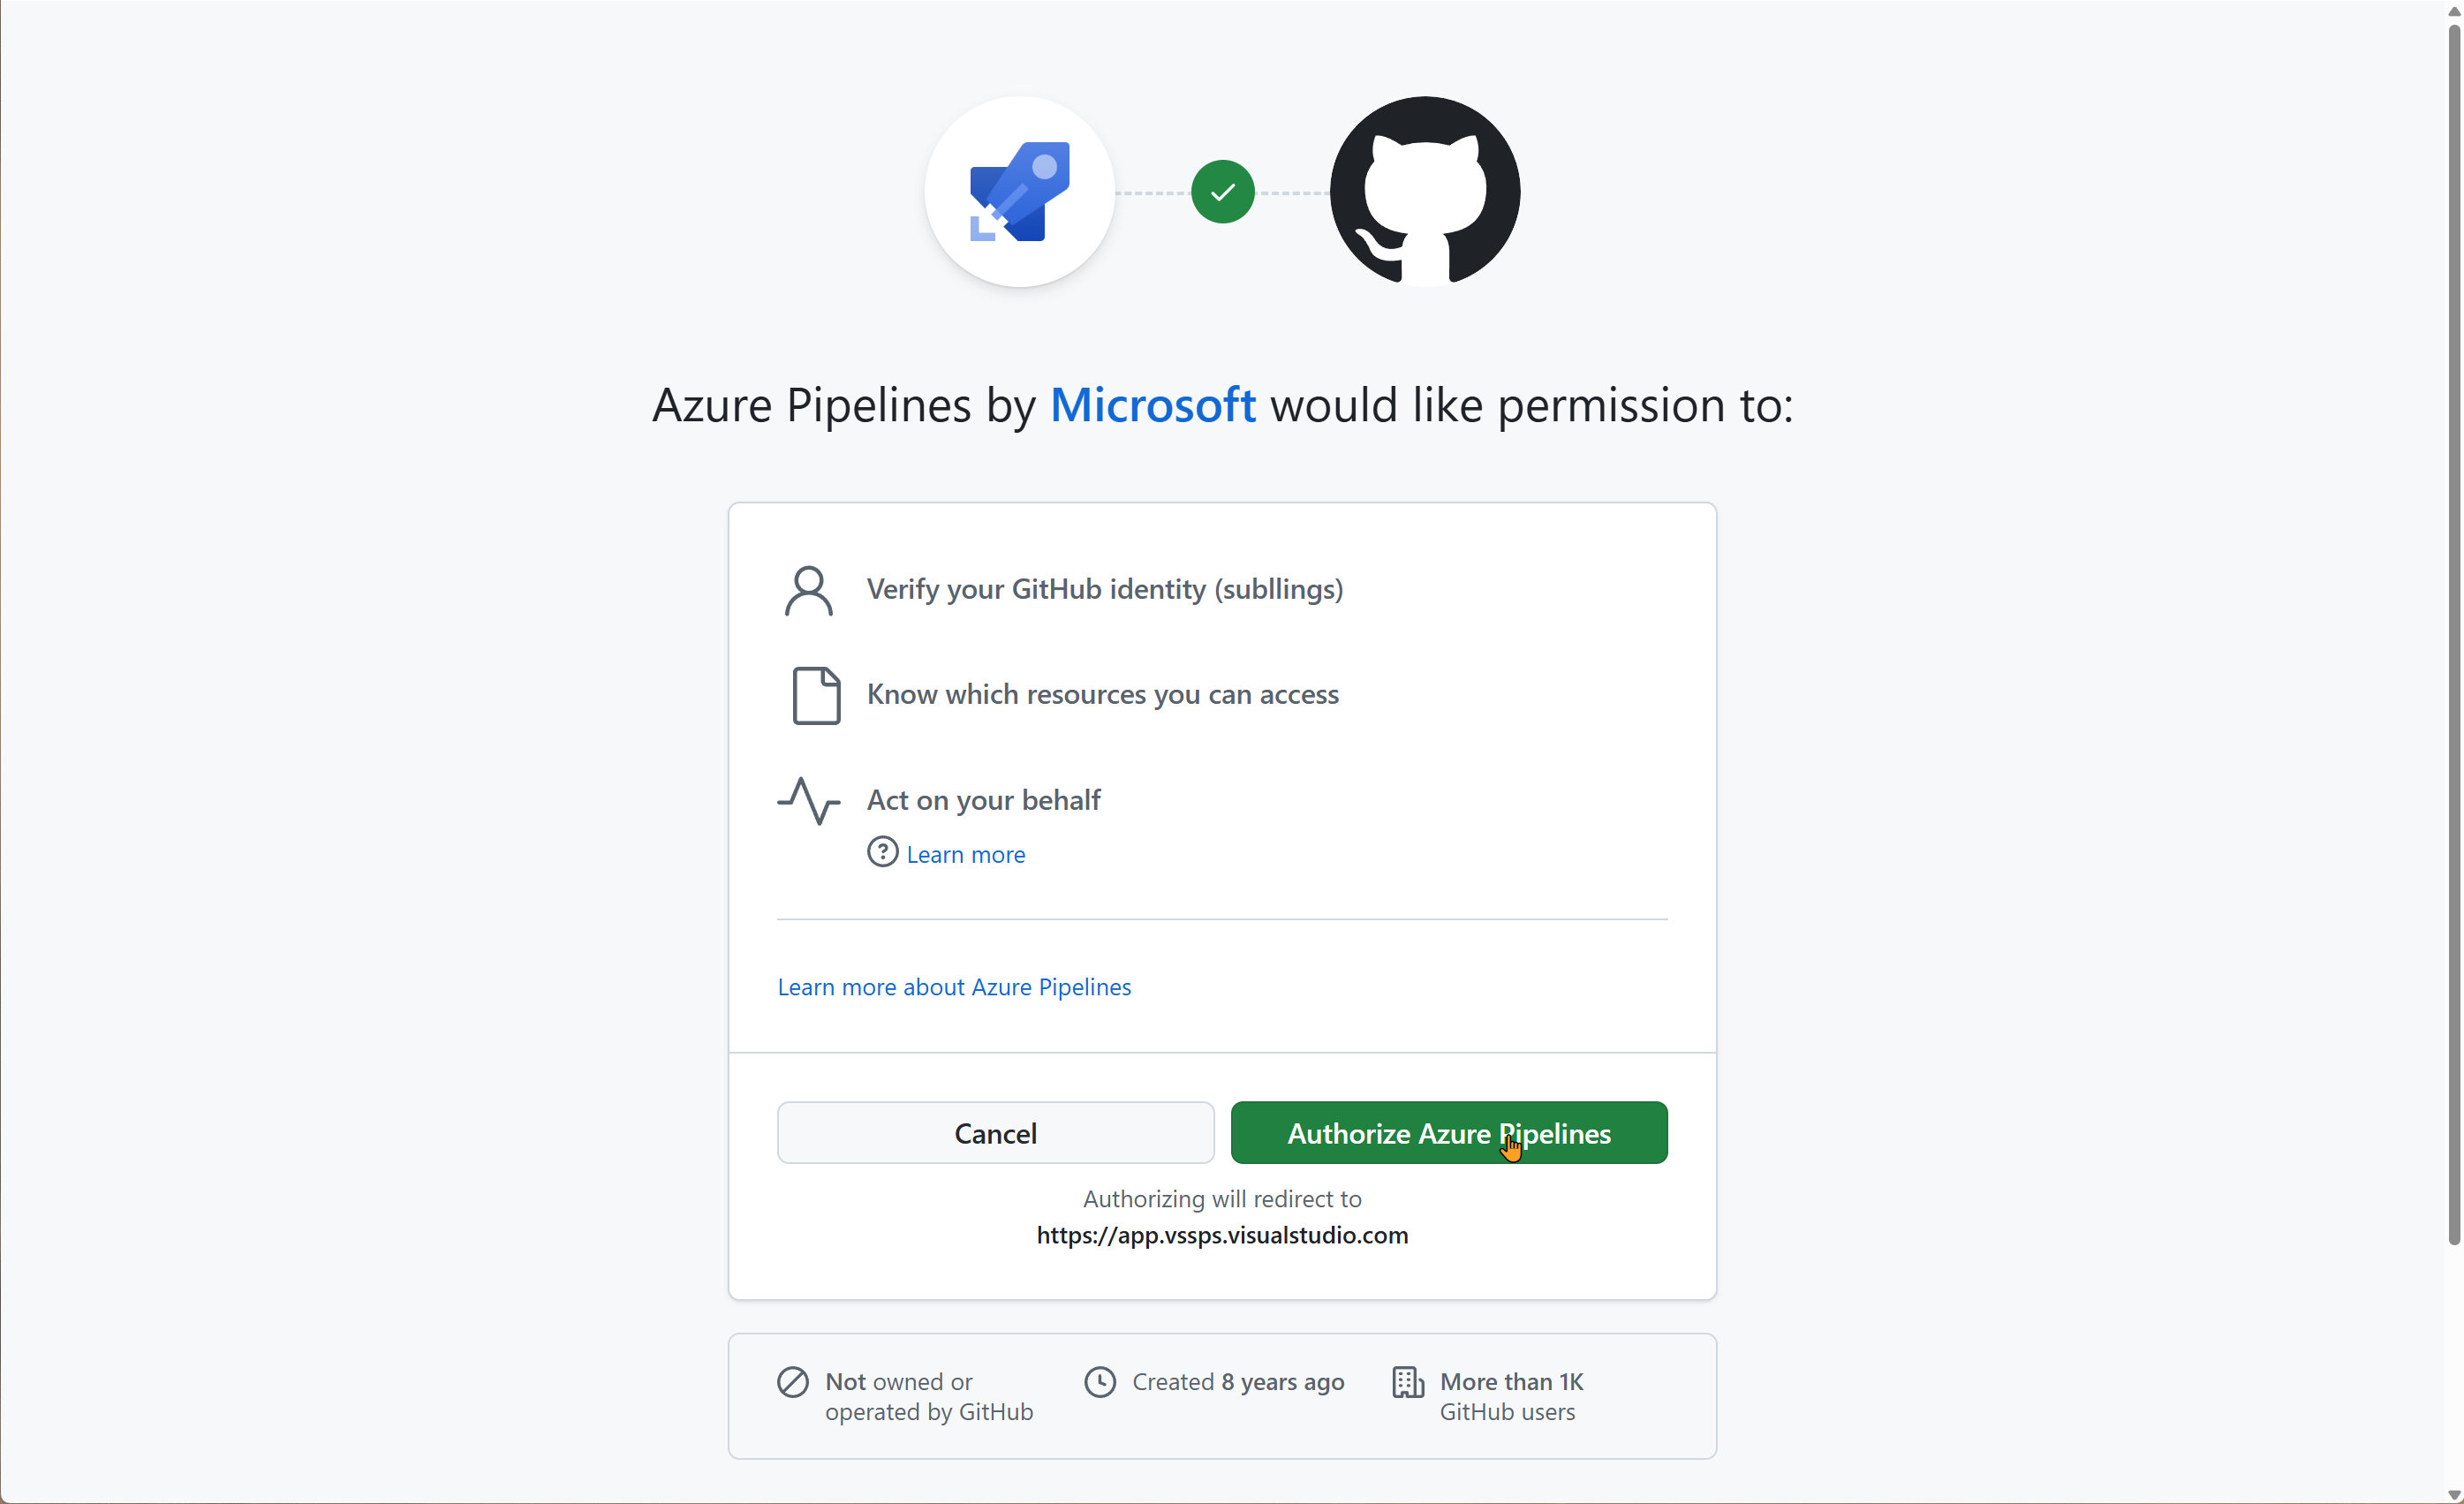 Azure Pipelines by Microsoft would like permission to:
Verify your GitHub identity (subllings)
Know which resources you can access
Act on your behalf
Learn more
Learn more about Azure Pipelines
Cancel
Authorize Azure Pipelines
Authorizing will redirect to
https://app.vssps.visualstudio.com
Not owned or
operated by GitHub
Created 8 years ago
More than 1K
GitHub users